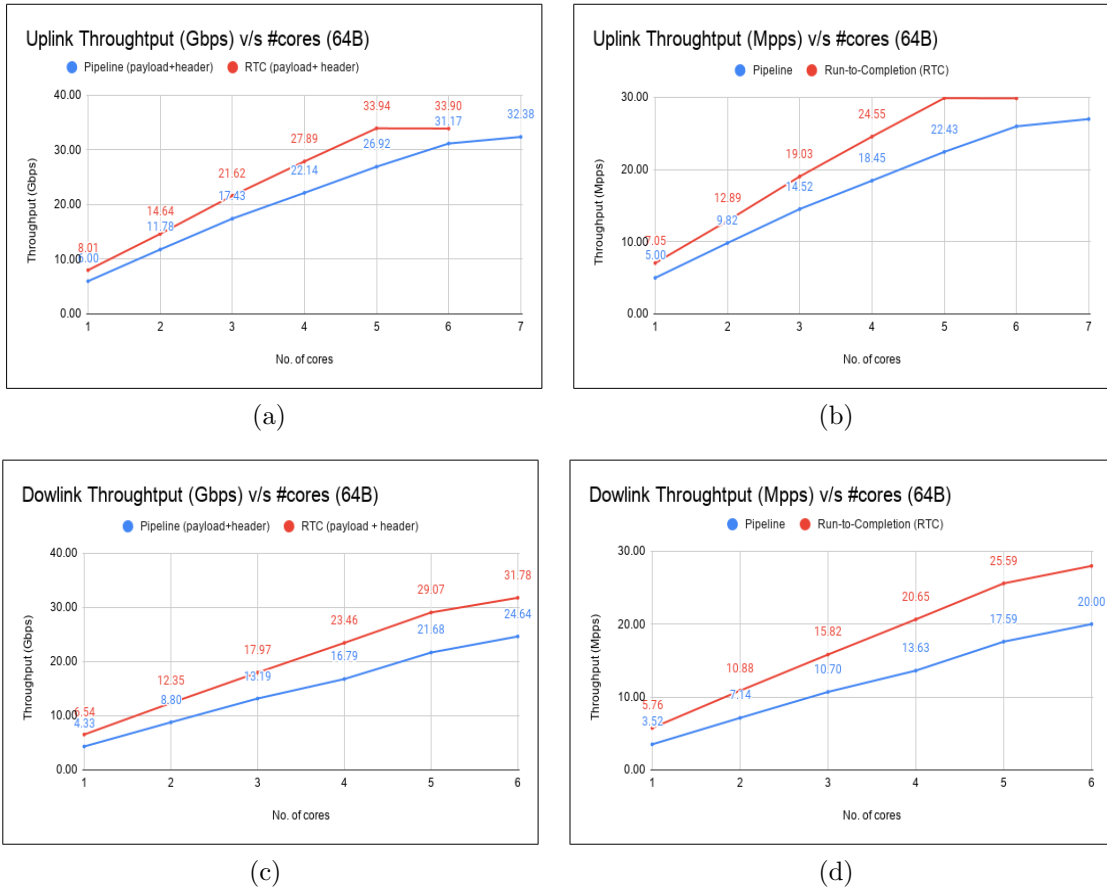 Uplink Throughtput (Gbps) v/s #cores (64B)
Pipeline (payload+header) RTC (payload+ header)
40.00
30.00
20.00
10.00
0.00
Throughput (Gbps)
8.01 14.64 21.62 27.89 33.94 33.90
6.00 11.78 17.43 22.14 26.92 31.17 32.38
1 2 3 4 5 6 7
No. of cores
(a)
Uplink Throughtput (Mpps) v/s #cores (64B)
Pipeline Run-to-Completion (RTC)
30.00
20.00
10.00
0.00
Throughput (Mpps)
7.05 12.89 19.03 24.55
5.00 9.82 14.52 18.45 22.43
1 2 3 4 5 6 7
No. of cores
(b)
Dowlink Throughtput (Gbps) v/s #cores (64B)
Pipeline (payload+header) RTC (payload + header)
40.00
30.00
20.00
10.00
0.00
Throughput (Gbps)
6.54 12.35 17.97 23.46 29.07 31.78
4.33 8.80 13.19 16.79 21.68 24.64
1 2 3 4 5 6
No. of cores
(c)
Dowlink Throughtput (Mpps) v/s #cores (64B)
Pipeline Run-to-Completion (RTC)
30.00
20.00
10.00
0.00
Throughput (Mpps)
5.76 10.88 15.82 20.65 25.59
3.52 7.14 10.70 13.63 17.59 20.00
1 2 3 4 5 6
No. of cores
(d)